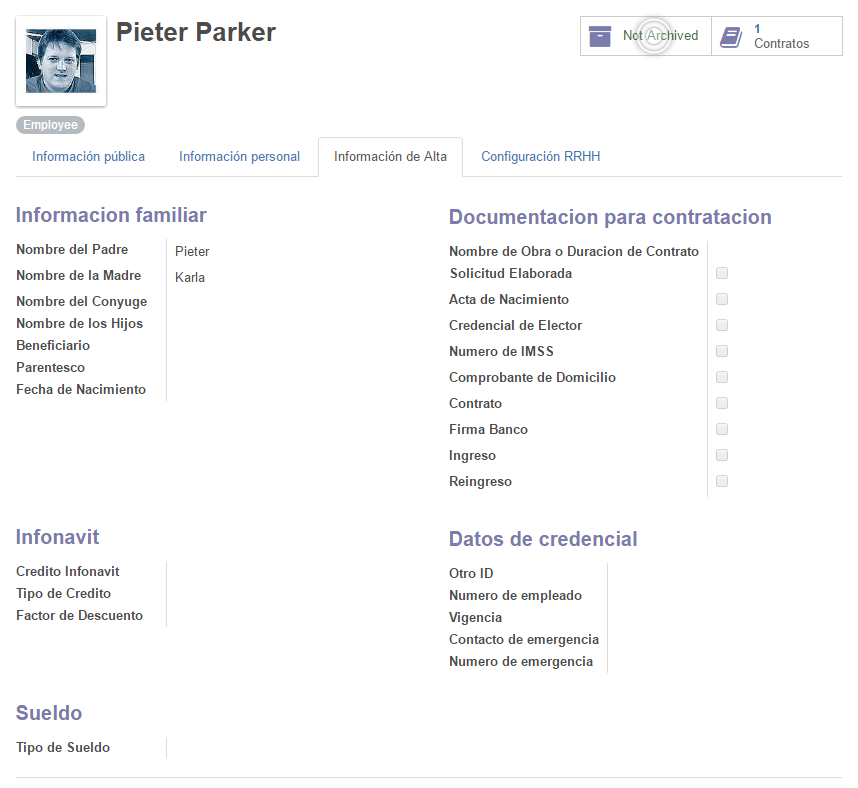 Pieter Parker
Not Archived
1
Contratos
Employee
Información pública
Información personal
Información de Alta
Configuración RRHH
Informacion familiar
Nombre del Padre
Pieter
Nombre de la Madre
Karla
Nombre del Conyuge
Nombre de los Hijos
Beneficiario
Parentesco
Fecha de Nacimiento
Documentacion para contratacion
Nombre de Obra o Duracion de Contrato
Solicitud Elaborada
Acta de Nacimiento
Credencial de Elector
Numero de IMSS
Comprobante de Domicilio
Contrato
Firma Banco
Ingreso
Reingreso
Infonavit
Credito Infonavit
Tipo de Credito
Factor de Descuento
Datos de credencial
Otro ID
Numero de empleado
Vigencia
Contacto de emergencia
Numero de emergencia
Sueldo
Tipo de Sueldo